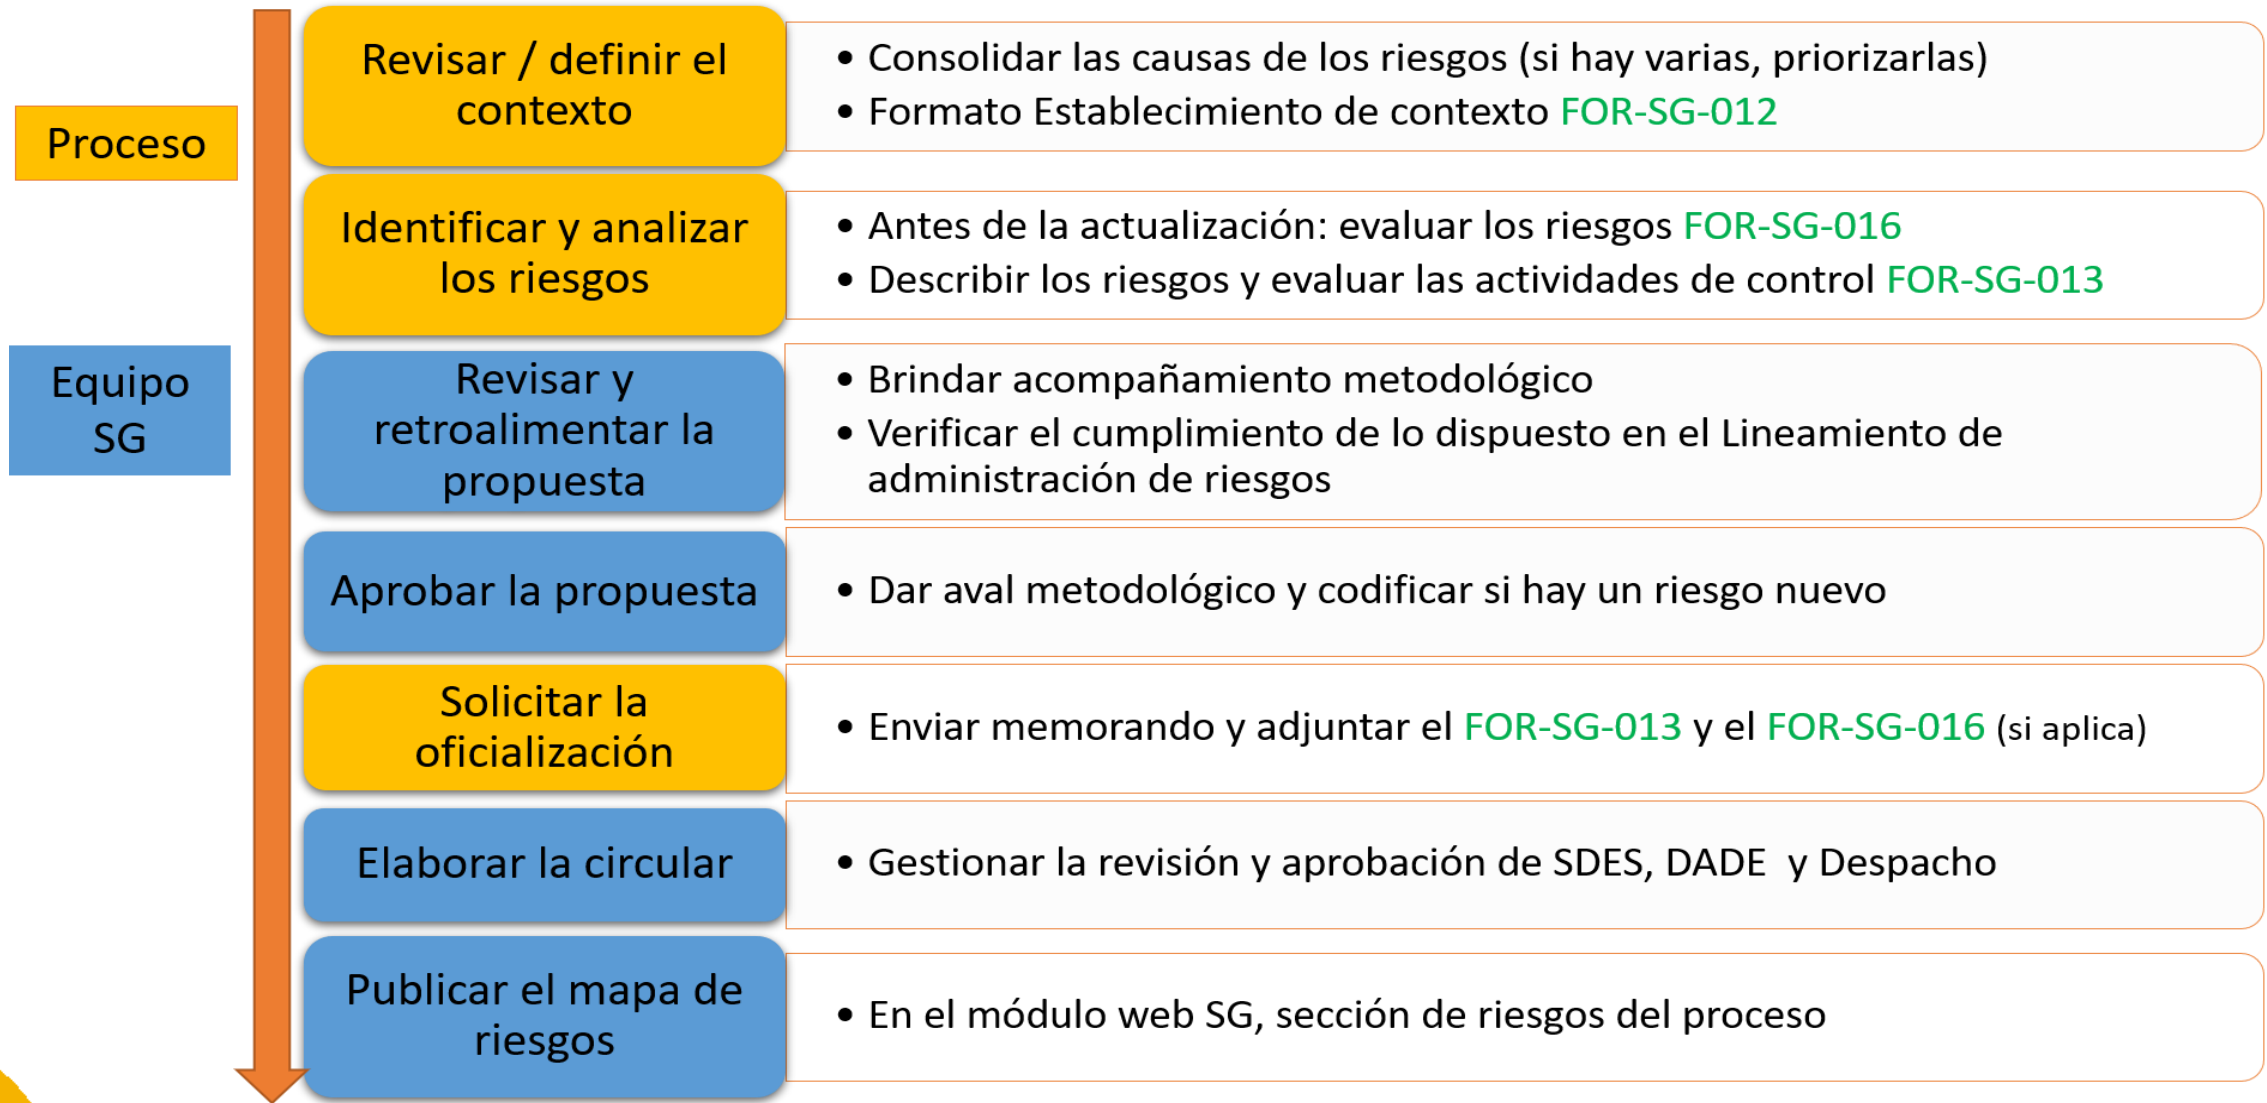 Proceso
Equipo
SG
Revisar / definir el
contexto
• Consolidar las causas de los riesgos (si hay varias, priorizarlas)
• Formato Establecimiento de contexto FOR-SG-012
Identificar y analizar
los riesgos
• Antes de la actualización: evaluar los riesgos FOR-SG-016
• Describir los riesgos y evaluar las actividades de control FOR-SG-013
Revisar y
retroalimentar la
propuesta
• Brindar acompañamiento metodológico
• Verificar el cumplimiento de lo dispuesto en el Lineamiento de
administración de riesgos
Aprobar la propuesta
• Dar aval metodológico y codificar si hay un riesgo nuevo
Solicitar la
oficialización
• Enviar memorando y adjuntar el FOR-SG-013 y el FOR-SG-016 (si aplica)
Elaborar la circular
• Gestionar la revisión y aprobación de SDES, DADE y Despacho
Publicar el mapa de
riesgos
• En el módulo web SG, sección de riesgos del proceso